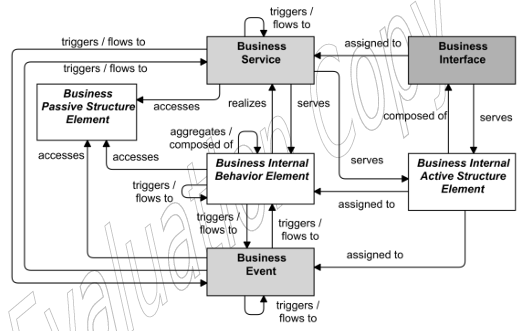 triggers /
flows to
triggers / flows to
Business
Service
assigned to
Business
Interface
triggers / flows to
Business
Passive Structure
Element
accesses
realizes
serves
composed of
serves
aggregates /
composed of
accesses
accesses
serves
Business Internal
Behavior Element
Business Internal
Active Structure
Element
triggers /
flows to
assigned to
triggers /
flows to
triggers /
flows to
assigned to
Business
Event
triggers /
flows to
Evaluation Copy